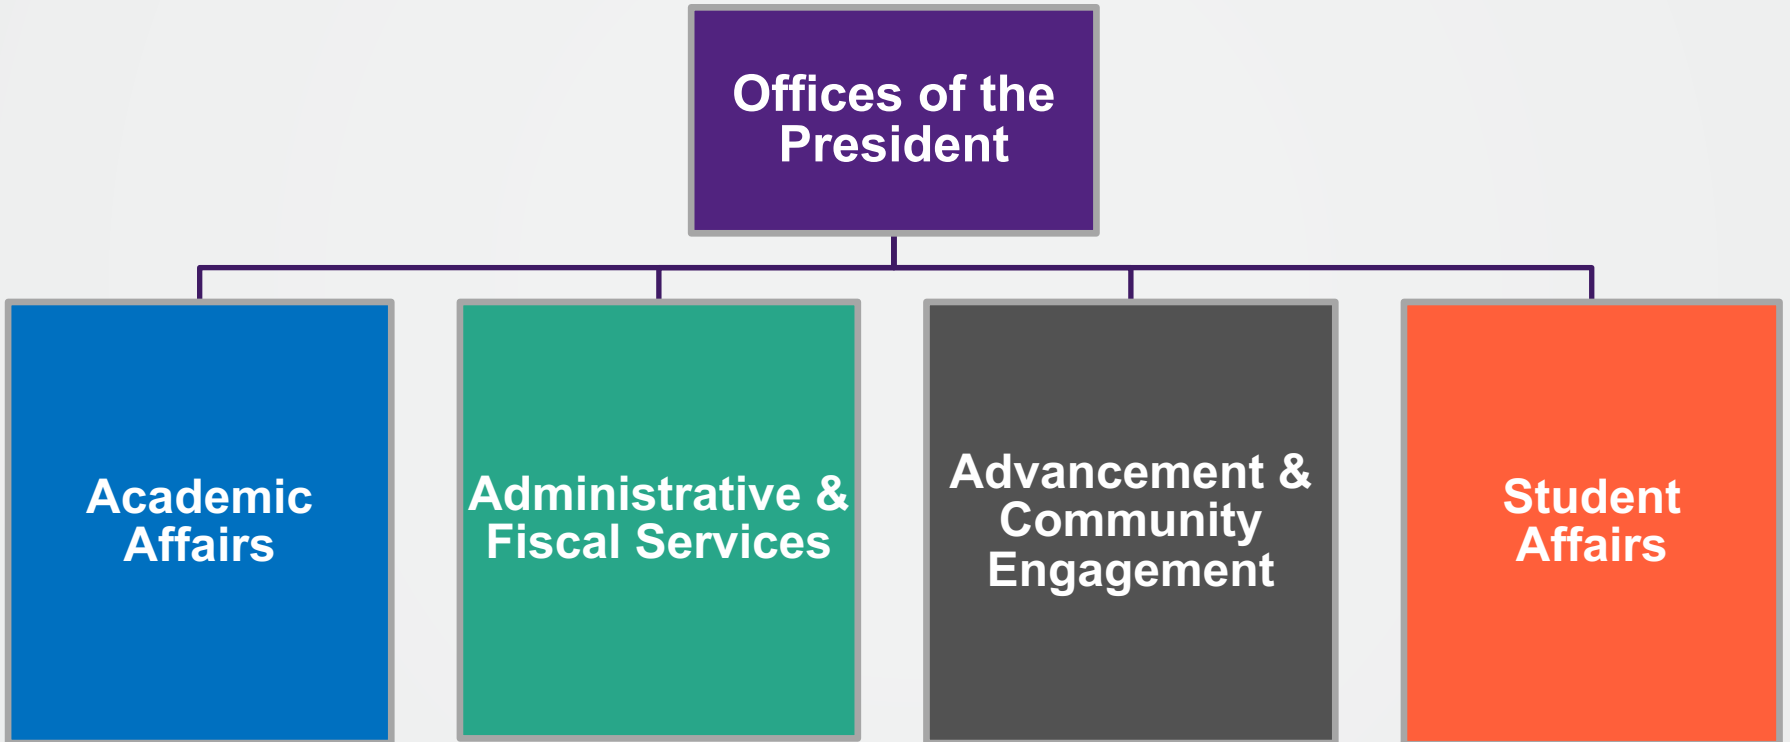 Offices of the
President
Academic
Affairs
Administrative &
Fiscal Services
Advancement &
Community
Engagement
Student
Affairs